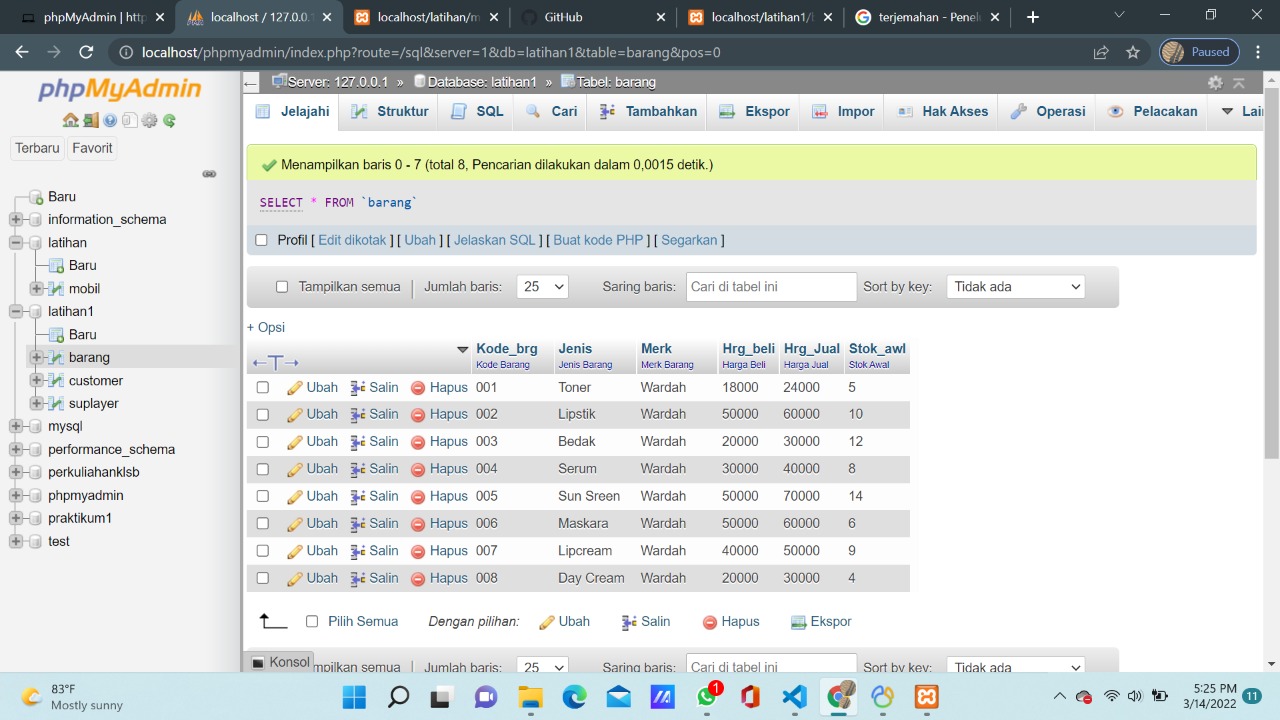 phpMyAdmin | http
localhost / 127.0.0.1
localhost/latihan/m
GitHub
localhost/latihan1/i
terjemahan - Penel
localhost/phpmyadmin/index.php?route=/sql&server=1&db=latihan1&table=barang&pos=0
Paused
phpMyAdmin
Terbaru Favorit
Baru
information_schema
latihan
Baru
mobil
latihan1
Baru
barang
customer
suplayer
mysql
performance_schema
perkuliahanklsb
phpmyadmin
praktikum1
test
Server: 127.0.0.1 » Database: latihan1 » Tabel: barang
Jelajahi Struktur SQL Cari Tambahkan Ekspor Impor Hak Akses Operasi Pelacakan Lai
Menampilkan baris 0 - 7 (total 8, Pencarian dilakukan dalam 0,0015 detik.)
SELECT * FROM `barang`
Profil [ Edit dikotak ] [ Ubah ] [ Jelaskan SQL ] [ Buat kode PHP ] [ Segarkan ]
Tampilkan semua | Jumlah baris: 25 Saring baris: Cari di tabel ini Sort by key: Tidak ada
+ Opsi
←T→ Kode_brg Jenis Merk Hrg_beli Hrg_Jual Stok_awl
Kode Barang Jenis Barang Merk Barang Harga Beli Harga Jual Stok Awal
Ubah Salin Hapus 001 Toner Wardah 18000 24000 5
Ubah Salin Hapus 002 Lipstik Wardah 50000 60000 10
Ubah Salin Hapus 003 Bedak Wardah 20000 30000 12
Ubah Salin Hapus 004 Serum Wardah 30000 40000 8
Ubah Salin Hapus 005 Sun Sreen Wardah 50000 70000 14
Ubah Salin Hapus 006 Maskara Wardah 50000 60000 6
Ubah Salin Hapus 007 Lipcream Wardah 40000 50000 9
Ubah Salin Hapus 008 Day Cream Wardah 20000 30000 4
Pilih Semua Dengan pilihan: Ubah Salin Hapus Ekspor
Konsol
mpilkan semua | Jumlah baris: 25 Saring baris: Cari di tabel ini Sort by key: Tidak ada
83°F
Mostly sunny
1
5:25 PM
3/14/2022
11